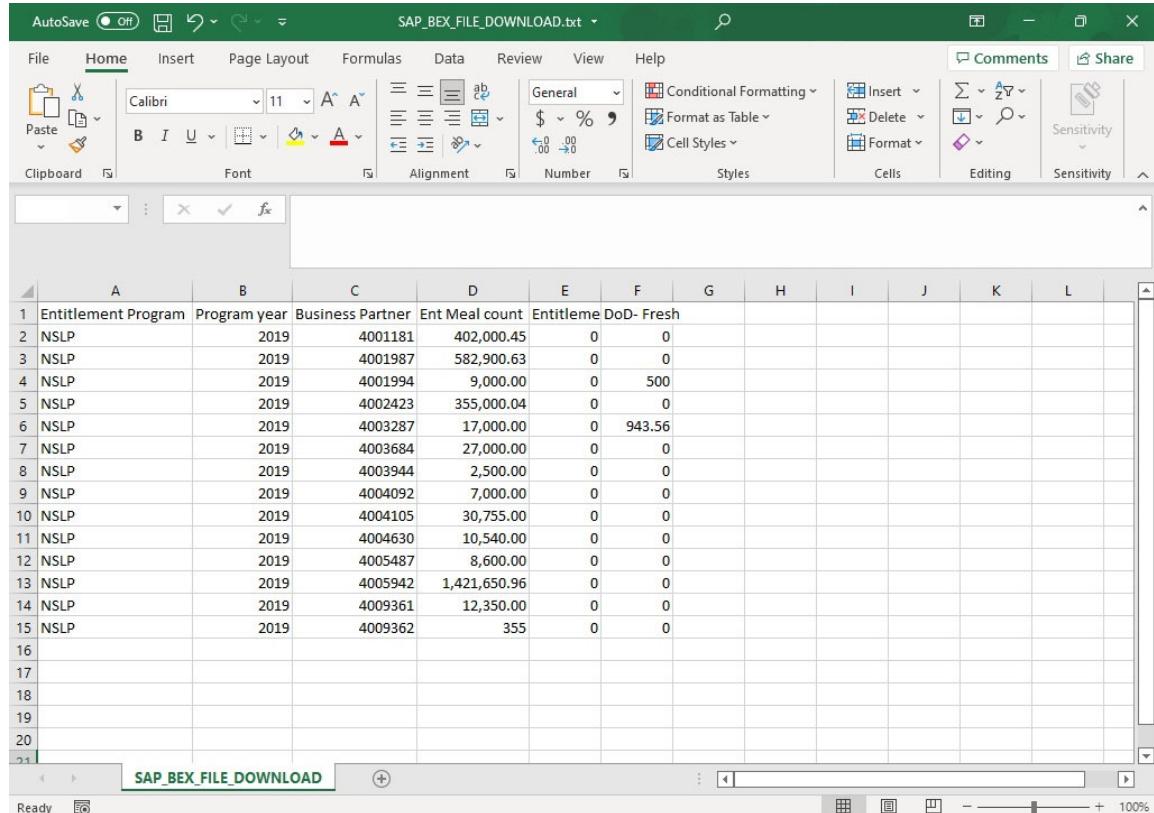 AutoSave Off SAP_BEX_FILE_DOWNLOAD.txt
File Home Insert Page Layout Formulas Data Review View Help Comments Share
Calibri 11 A^ A˅ ab General Conditional Formatting Insert Σ A Z
Paste B I U A $ % 9 Format as Table Delete Sensitivity
.00 .00 Cell Styles Format
Clipboard Font Alignment Number Styles Cells Editing Sensitivity
fx
A B C D E F G H I J K L
1 Entitlement Program Program year Business Partner Ent Meal count Entitleme DoD- Fresh
2 NSLP 2019 4001181 402,000.45 0 0
3 NSLP 2019 4001987 582,900.63 0 0
4 NSLP 2019 4001994 9,000.00 0 500
5 NSLP 2019 4002423 355,000.04 0 0
6 NSLP 2019 4003287 17,000.00 0 943.56
7 NSLP 2019 4003684 27,000.00 0 0
8 NSLP 2019 4003944 2,500.00 0 0
9 NSLP 2019 4004092 7,000.00 0 0
10 NSLP 2019 4004105 30,755.00 0 0
11 NSLP 2019 4004630 10,540.00 0 0
12 NSLP 2019 4005487 8,600.00 0 0
13 NSLP 2019 4005942 1,421,650.96 0 0
14 NSLP 2019 4009361 12,350.00 0 0
15 NSLP 2019 4009362 355 0 0
16
17
18
19
20
21
SAP_BEX_FILE_DOWNLOAD
Ready 100%